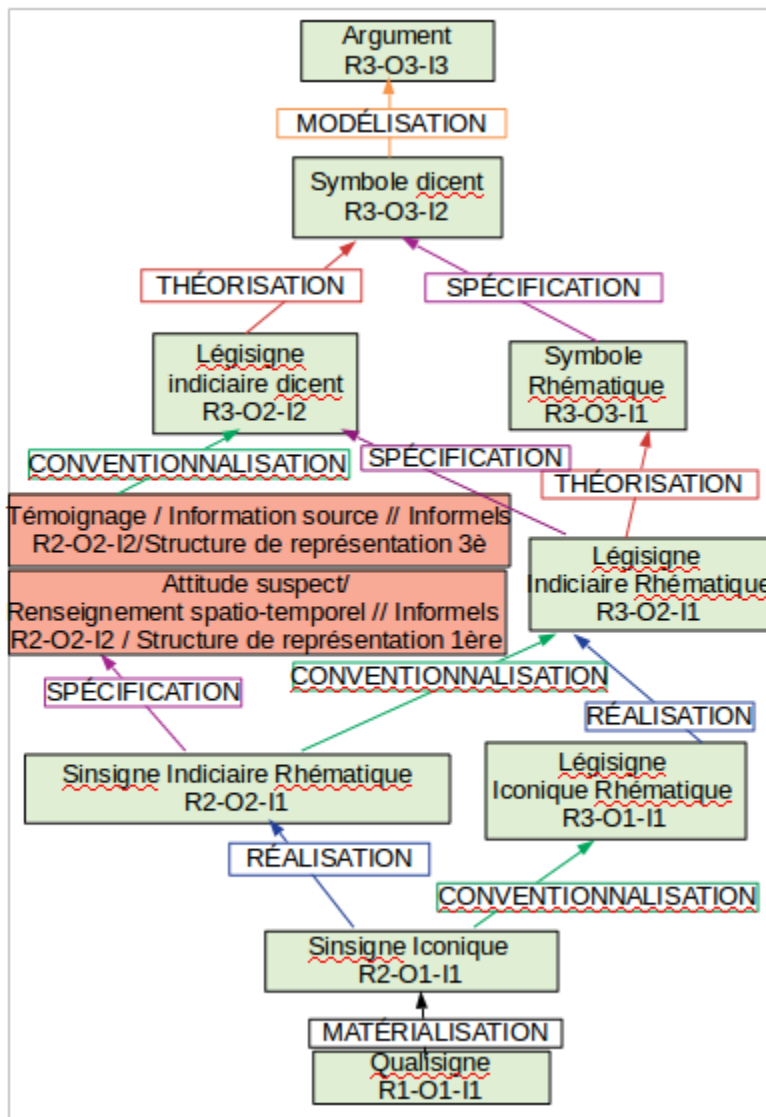 Argument
R3-O3-I3
MODÉLISATION
Symbole dicent
R3-O3-I2
THÉORISATION
SPÉCIFICATION
Légisigne
indiciaire dicent
R3-O2-I2
Symbole
Rhématique
R3-O3-I1
CONVENTIONNALISATION
SPÉCIFICATION
THÉORISATION
Témoignage / Information source // Informels
R2-O2-I2/Structure de représentation 3è
Légisigne
Indiciaire Rhématique
R3-O2-I1
Attitude suspect/
Renseignement spatio-temporel // Informels
R2-O2-I2 / Structure de représentation 1ère
SPÉCIFICATION
CONVENTIONNALISATION
RÉALISATION
Sinsigne Indiciaire Rhématique
R2-O2-I1
Légisigne
Iconique Rhématique
R3-O1-I1
RÉALISATION
CONVENTIONNALISATION
Sinsigne Iconique
R2-O1-I1
MATÉRIALISATION
Qualisigne
R1-O1-I1